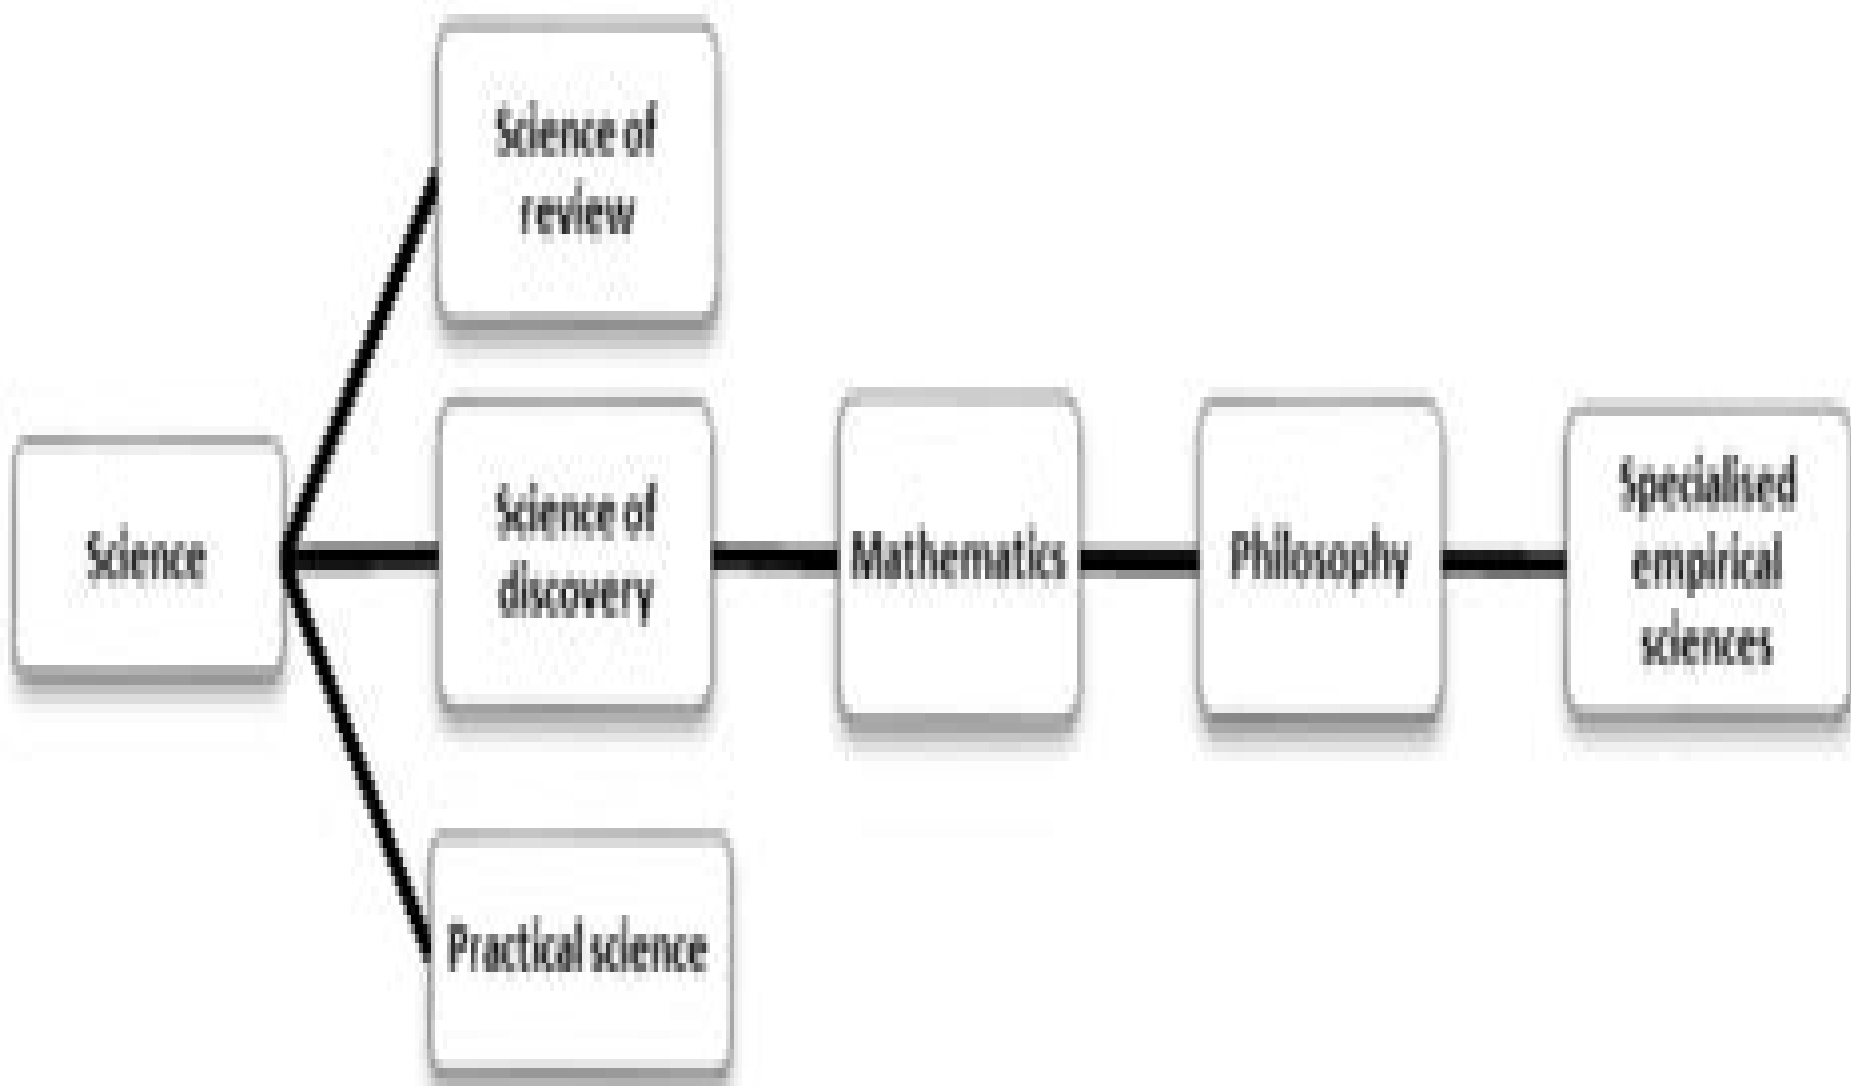 Science of
review
Science
Science of
discovery
Mathematics
Philosophy
Specialised
empirical
sciences
Practical science